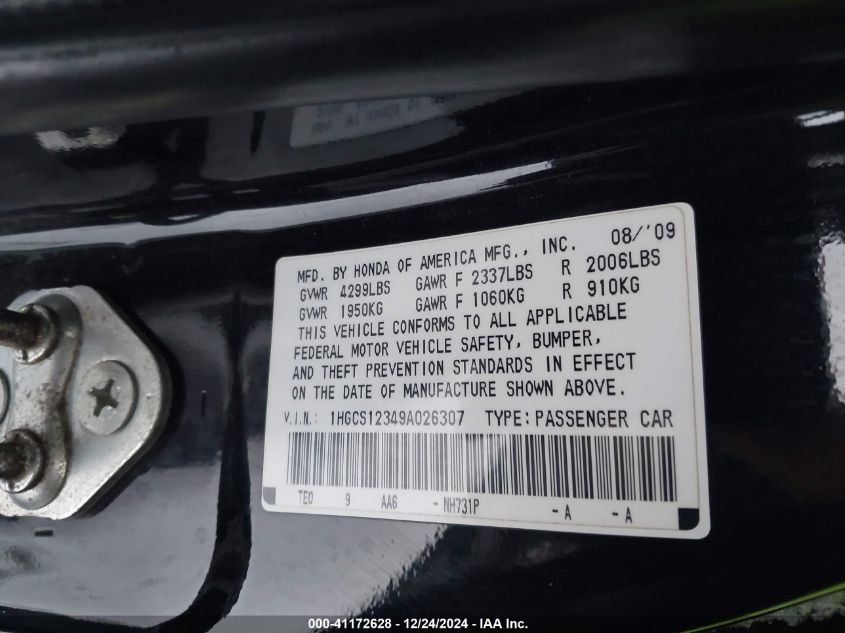 MFD. BY HONDA OF AMERICA MFG., INC. 08/'09
GVWR 4299LBS GAWR F 2337LBS R 2006LBS
GVWR 1950KG GAWR F 1060KG R 910KG
THIS VEHICLE CONFORMS TO ALL APPLICABLE
FEDERAL MOTOR VEHICLE SAFETY, BUMPER,
AND THEFT PREVENTION STANDARDS IN EFFECT
ON THE DATE OF MANUFACTURE SHOWN ABOVE.
V.I.N.: 1HGCS12349A026307 TYPE: PASSENGER CAR
TE0 9 AA6 - NH731P - A - A
000-41172628 - 12/24/2024 - IAA Inc.